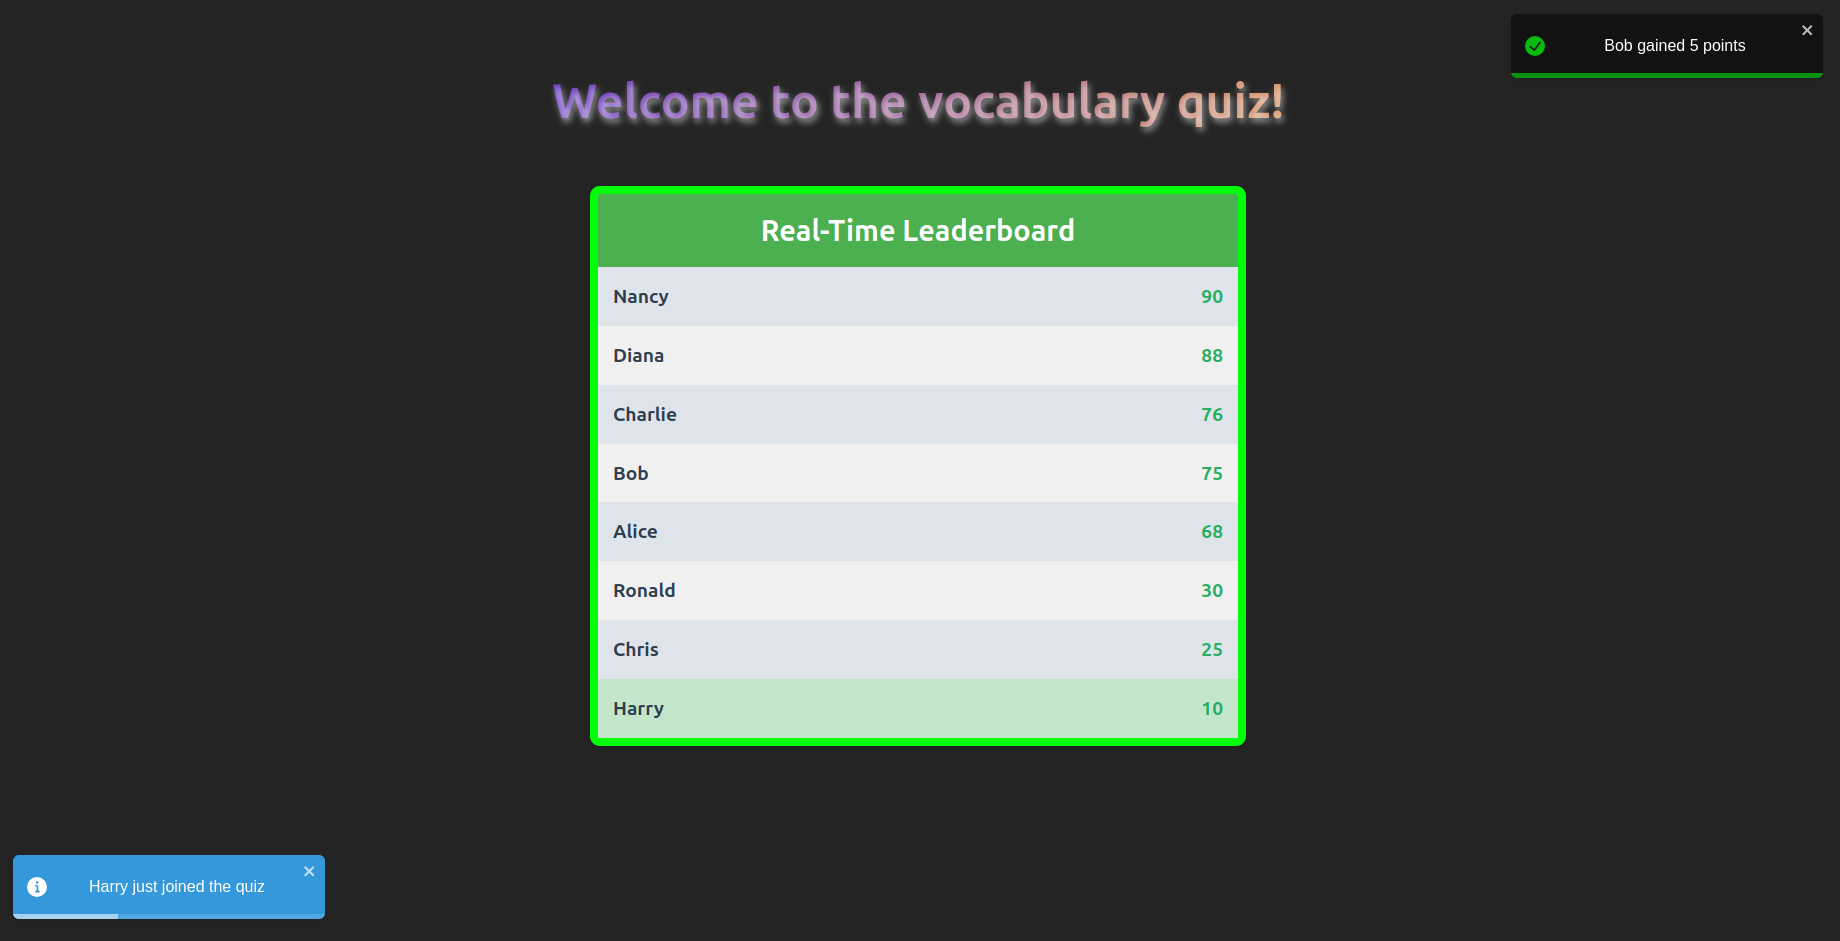 Bob gained 5 points
Welcome to the vocabulary quiz!
Real-Time Leaderboard
Nancy 90
Diana 88
Charlie 76
Bob 75
Alice 68
Ronald 30
Chris 25
Harry 10
Harry just joined the quiz